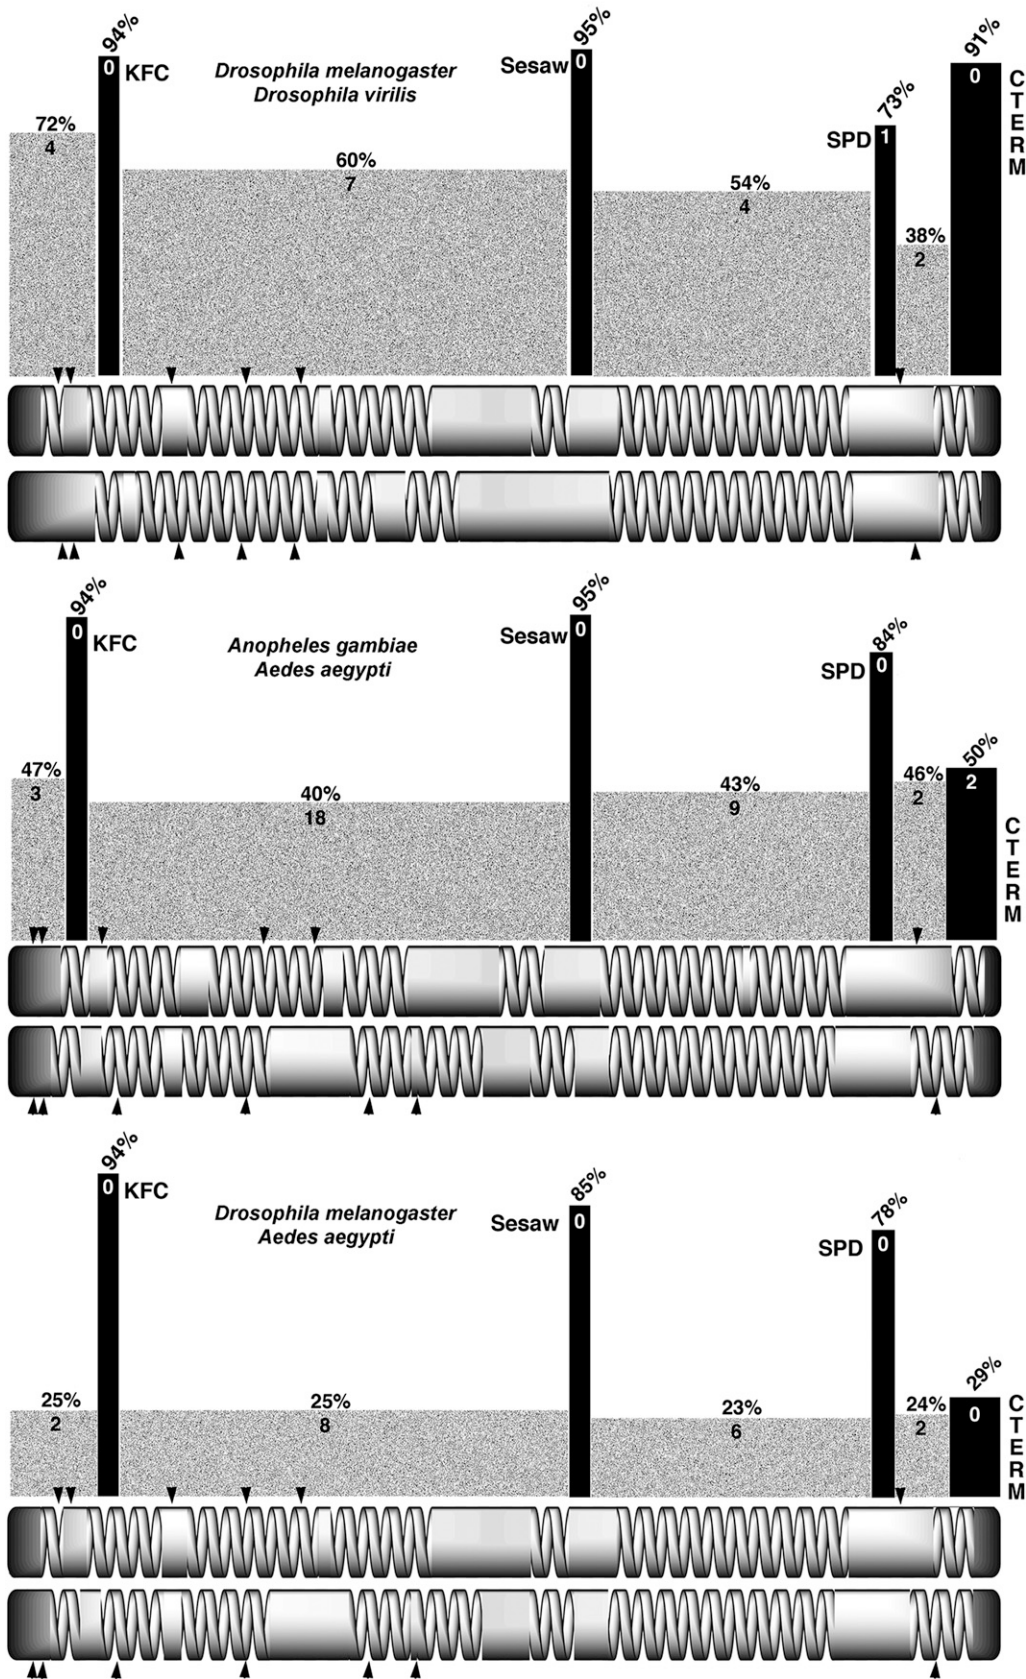 94%
0
KFC
Drosophila melanogaster
Drosophila virilis
95%
Sesaw
0
91%
0
CTERM
72%
4
60%
7
54%
4
73%
SPD
1
38%
2
94%
0
KFC
Anopheles gambiae
Aedes aegypti
95%
Sesaw
0
84%
SPD
0
47%
3
40%
18
43%
9
46%
2
50%
2
CTERM
94%
0
KFC
Drosophila melanogaster
Aedes aegypti
85%
Sesaw
0
78%
SPD
0
25%
2
25%
8
23%
6
24%
2
29%
0
CTERM